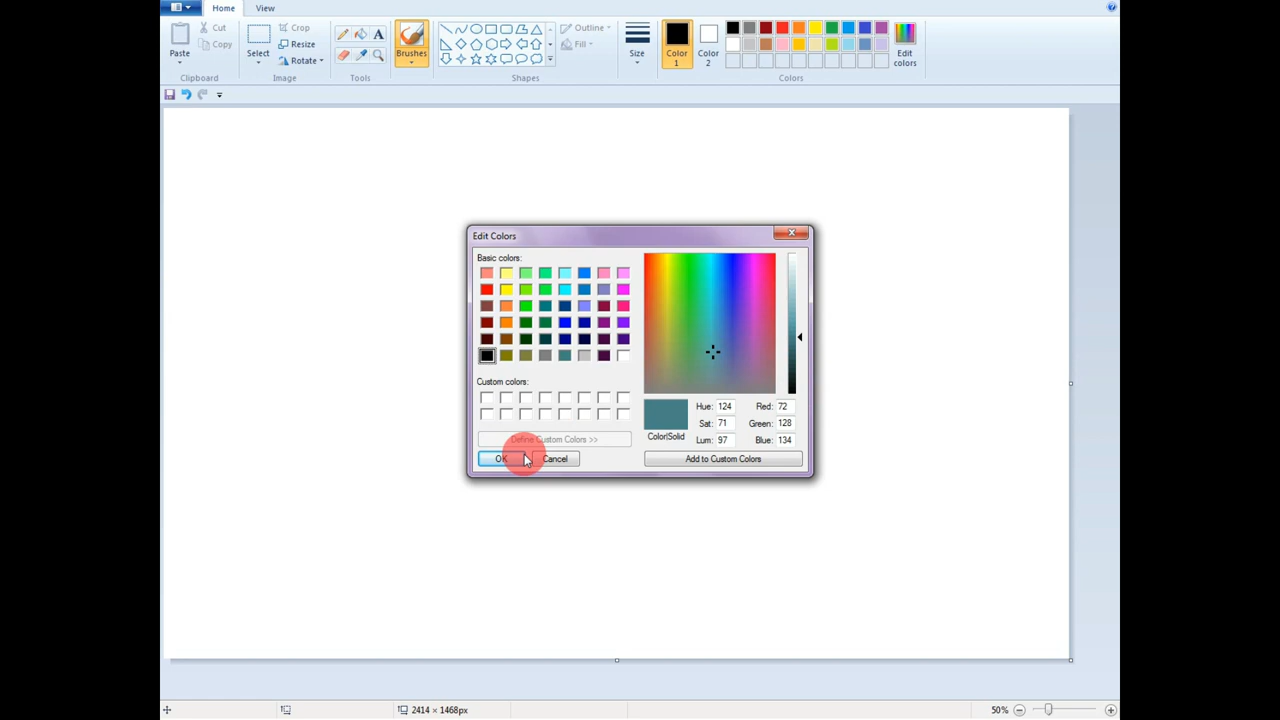 Home View
Paste
Cut
Copy
Clipboard
Select
Crop
Resize
Rotate
Image
A
Tools
Brushes
Outline
Fill
Shapes
Size
Color 1
Color 2
Edit colors
Colors
Edit Colors
Basic colors:
Custom colors:
Define Custom Colors >>
OK Cancel
Color|Solid
Hue: 124 Red: 72
Sat: 71 Green: 128
Lum: 97 Blue: 134
Add to Custom Colors
2414 × 1468px 50%